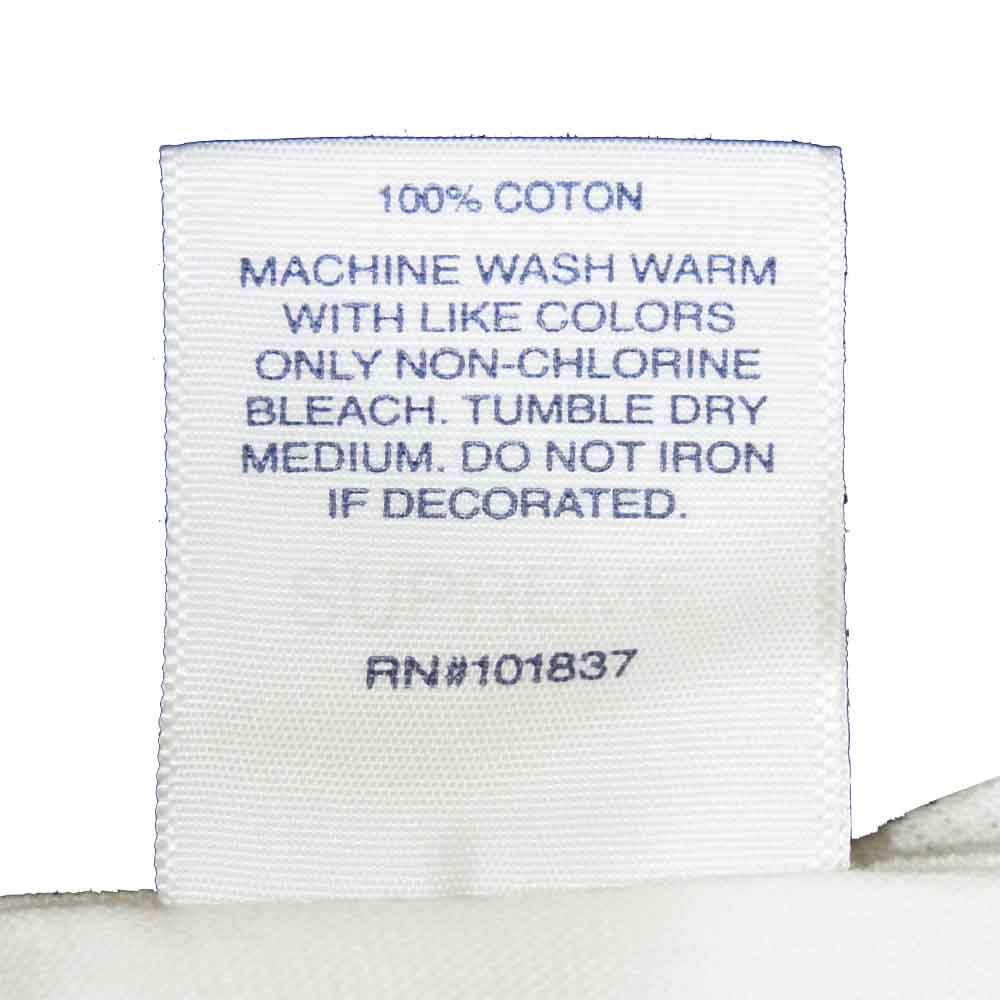 100% COTON
MACHINE WASH WARM
WITH LIKE COLORS
ONLY NON-CHLORINE
BLEACH. TUMBLE DRY
MEDIUM. DO NOT IRON
IF DECORATED.
RN#101837